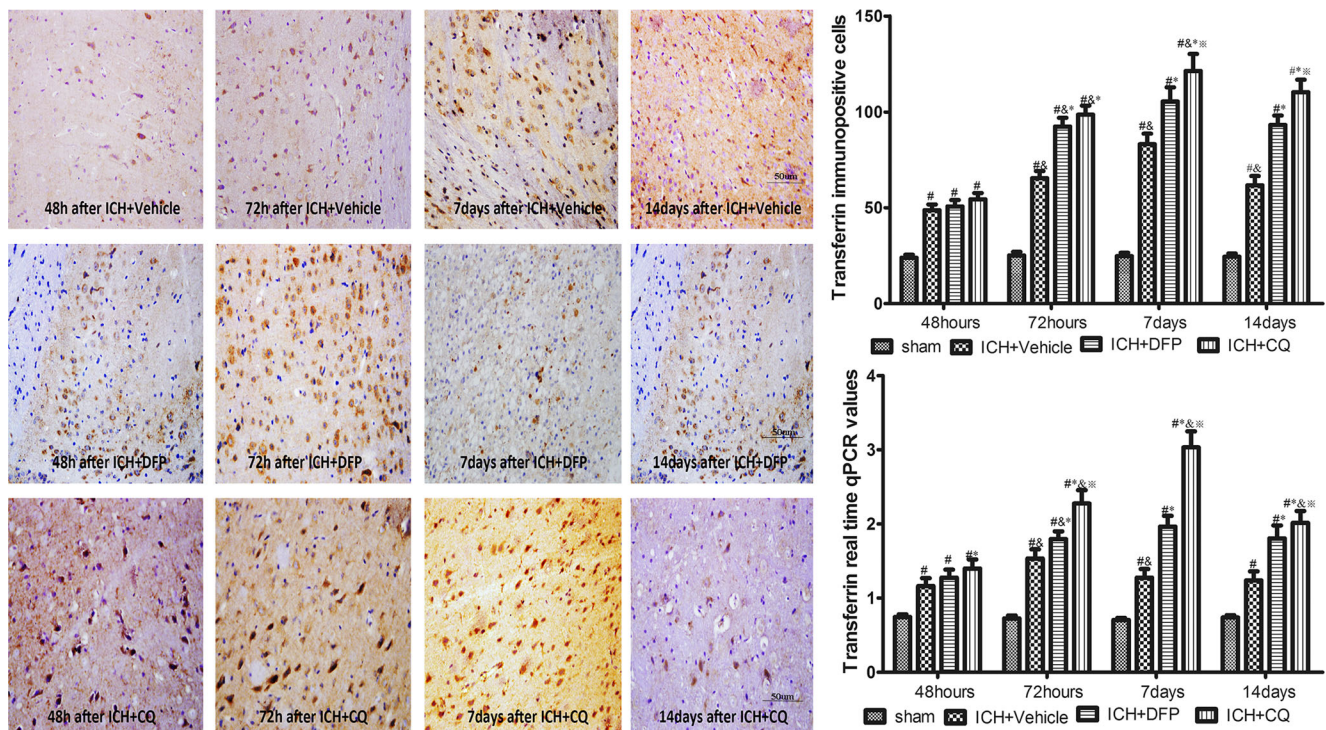 48h after ICH+Vehicle
72h after ICH+Vehicle
7days after ICH+Vehicle
50um
14days after ICH+Vehicle
48h after ICH+DFP
72h after ICH+DFP
7days after ICH+DFP
50um
14days after ICH+DFP
48h after ICH+CQ
72h after ICH+CQ
7days after ICH+CQ
50um
14days after ICH+CQ
Transferrin immunopositive cells
150
100
50
0
#
#
#
#&
#&*
#&*
#&
#*
#&*※
#&
#*
#*※
48hours
72hours
7days
14days
sham
ICH+Vehicle
ICH+DFP
ICH+CQ
Transferrin real time qPCR values
4
3
2
1
0
#
#
#*
#&
#&*
#*&※
#&
#*
#*&※
#
#*
#*&※
48hours
72hours
7days
14days
sham
ICH+Vehicle
ICH+DFP
ICH+CQ